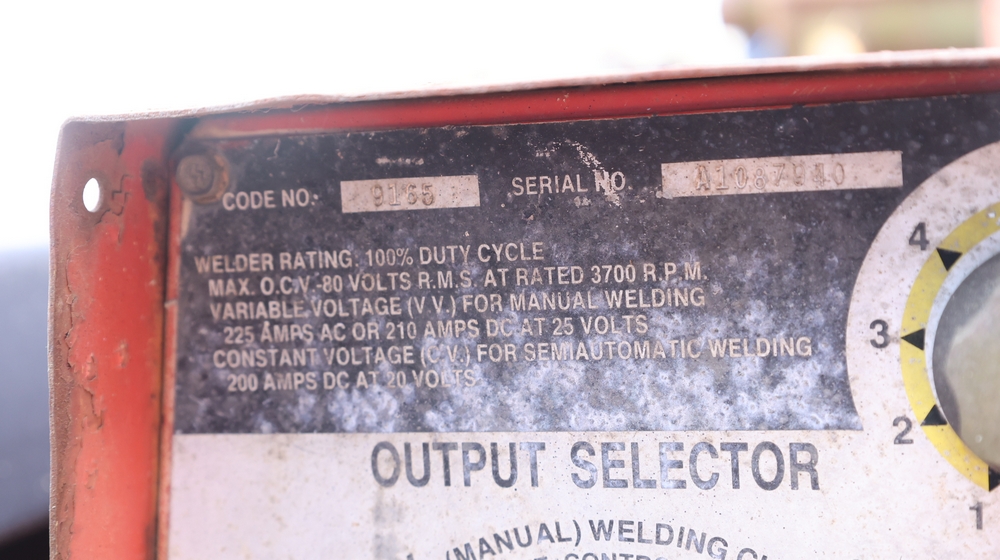 CODE NO. 9165 SERIAL NO.
WELDER RATING. 100% DUTY CYCLE
MAX. O.C.V.-80 VOLTS R.M.S. AT RATED 3700 R.P.M.
VARIABLE VOLTAGE (V V.) FOR MANUAL WELDING
225 AMPS AC OR 210 AMPS DC AT 25 VOLTS
CONSTANT VOLTAGE (C.V.) FOR SEMIAUTOMATIC WELDING
200 AMPS DC AT 20 VOLTS
4
3
2
1
OUTPUT SELECTOR
(MANUAL) WELDING